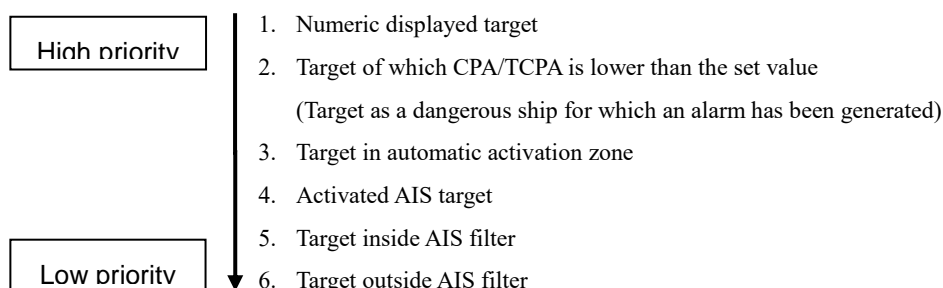 High priority
1. Numeric displayed target
2. Target of which CPA/TCPA is lower than the set value
(Target as a dangerous ship for which an alarm has been generated)
3. Target in automatic activation zone
4. Activated AIS target
5. Target inside AIS filter
Low priority
6. Target outside AIS filter